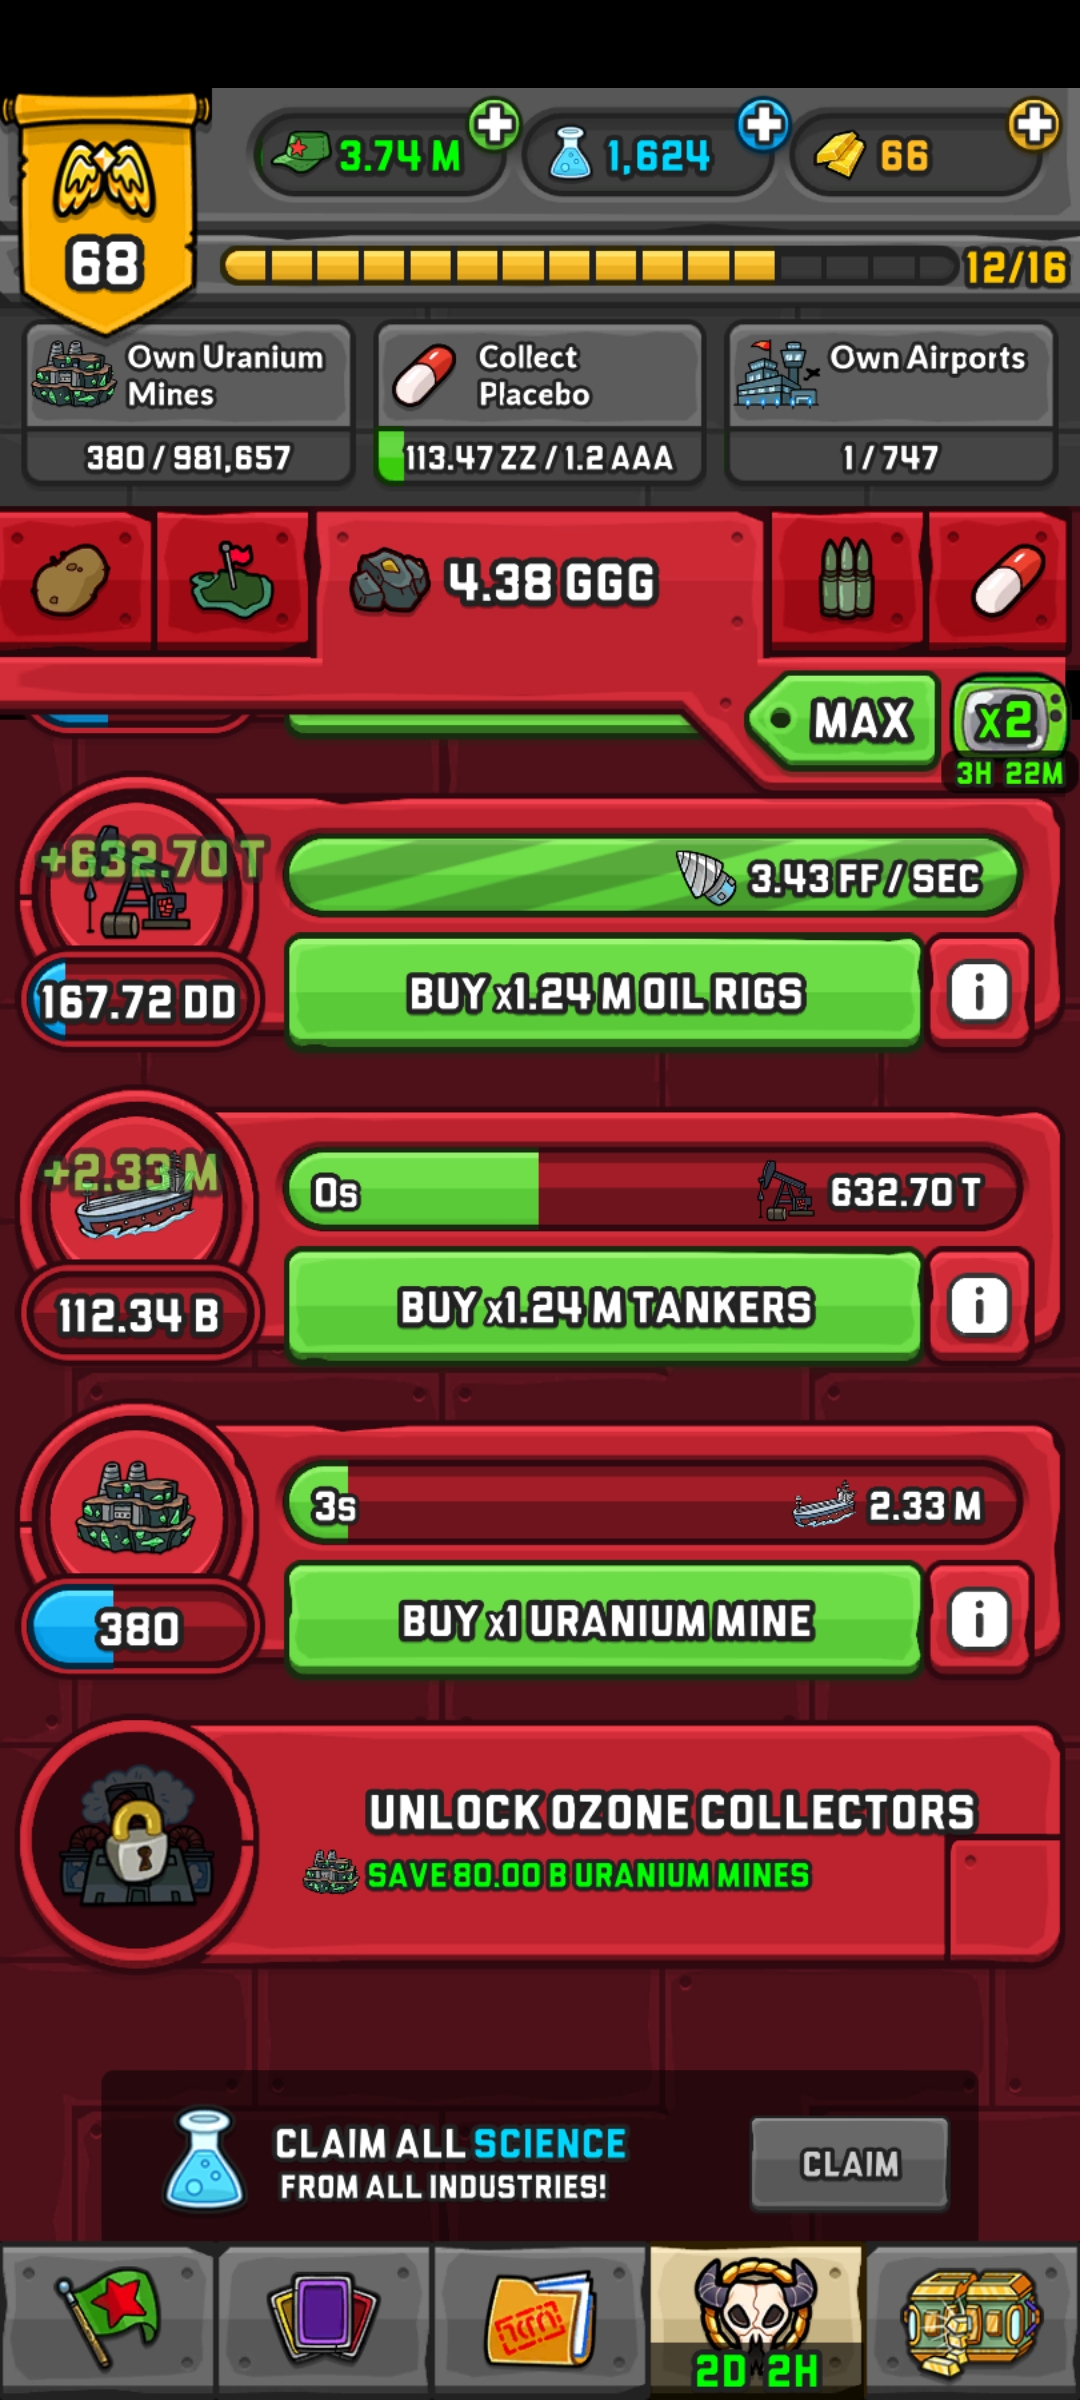 68
3.74 M
1,624
66
12/16
Own Uranium
Mines
380 / 981,657
Collect
Placebo
113.47 ZZ / 1.2 AAA
Own Airports
1 / 747
4.38 GGG
MAX
x2
3H 22M
+632.70 T
3.43 FF / SEC
167.72 DD
BUY x1.24 M OIL RIGS
i
+2.33 M
0s
632.70 T
112.34 B
BUY x1.24 M TANKERS
i
3s
2.33 M
380
BUY x1 URANIUM MINE
i
UNLOCK OZONE COLLECTORS
SAVE 80.00 B URANIUM MINES
CLAIM ALL SCIENCE
FROM ALL INDUSTRIES!
CLAIM
2D 2H